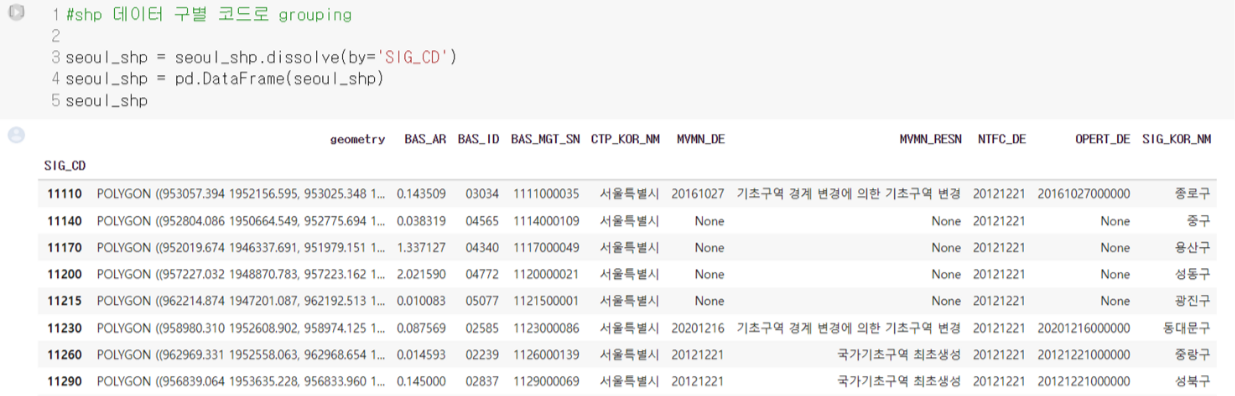 1 #shp 데이터 구별 코드로 grouping
2
3 seoul_shp = seoul_shp.dissolve(by='SIG_CD')
4 seoul_shp = pd.DataFrame(seoul_shp)
5 seoul_shp
geometry BAS_AR BAS_ID BAS_MGT_SN CTP_KOR_NM MVMN_DE MVMN_RESN NTFC_DE OPERT_DE SIG_KOR_NM
SIG_CD
11110 POLYGON ((953057.394 1952156.595, 953025.348 1... 0.143509 03034 1111000035 서울특별시 20161027 기초구역 경계 변경에 의한 기초구역 변경 20121221 20161027000000 종로구
11140 POLYGON ((952804.086 1950664.549, 952775.694 1... 0.038319 04565 1114000109 서울특별시 None None 20121221 None 중구
11170 POLYGON ((952019.674 1946337.691, 951979.151 1... 1.337127 04340 1117000049 서울특별시 None None 20121221 None 용산구
11200 POLYGON ((957227.032 1948870.783, 957223.162 1... 2.021590 04772 1120000021 서울특별시 None None 20121221 None 성동구
11215 POLYGON ((962214.874 1947201.087, 962192.513 1... 0.010083 05077 1121500001 서울특별시 None None 20121221 None 광진구
11230 POLYGON ((958980.310 1952608.902, 958974.125 1... 0.087569 02585 1123000086 서울특별시 20201216 기초구역 경계 변경에 의한 기초구역 변경 20121221 20201216000000 동대문구
11260 POLYGON ((962969.331 1952558.063, 962968.654 1... 0.014593 02239 1126000139 서울특별시 20121221 국가기초구역 최초생성 20121221 20121221000000 중랑구
11290 POLYGON ((956839.064 1953635.228, 956833.960 1... 0.145000 02837 1129000069 서울특별시 20121221 국가기초구역 최초생성 20121221 20121221000000 성북구